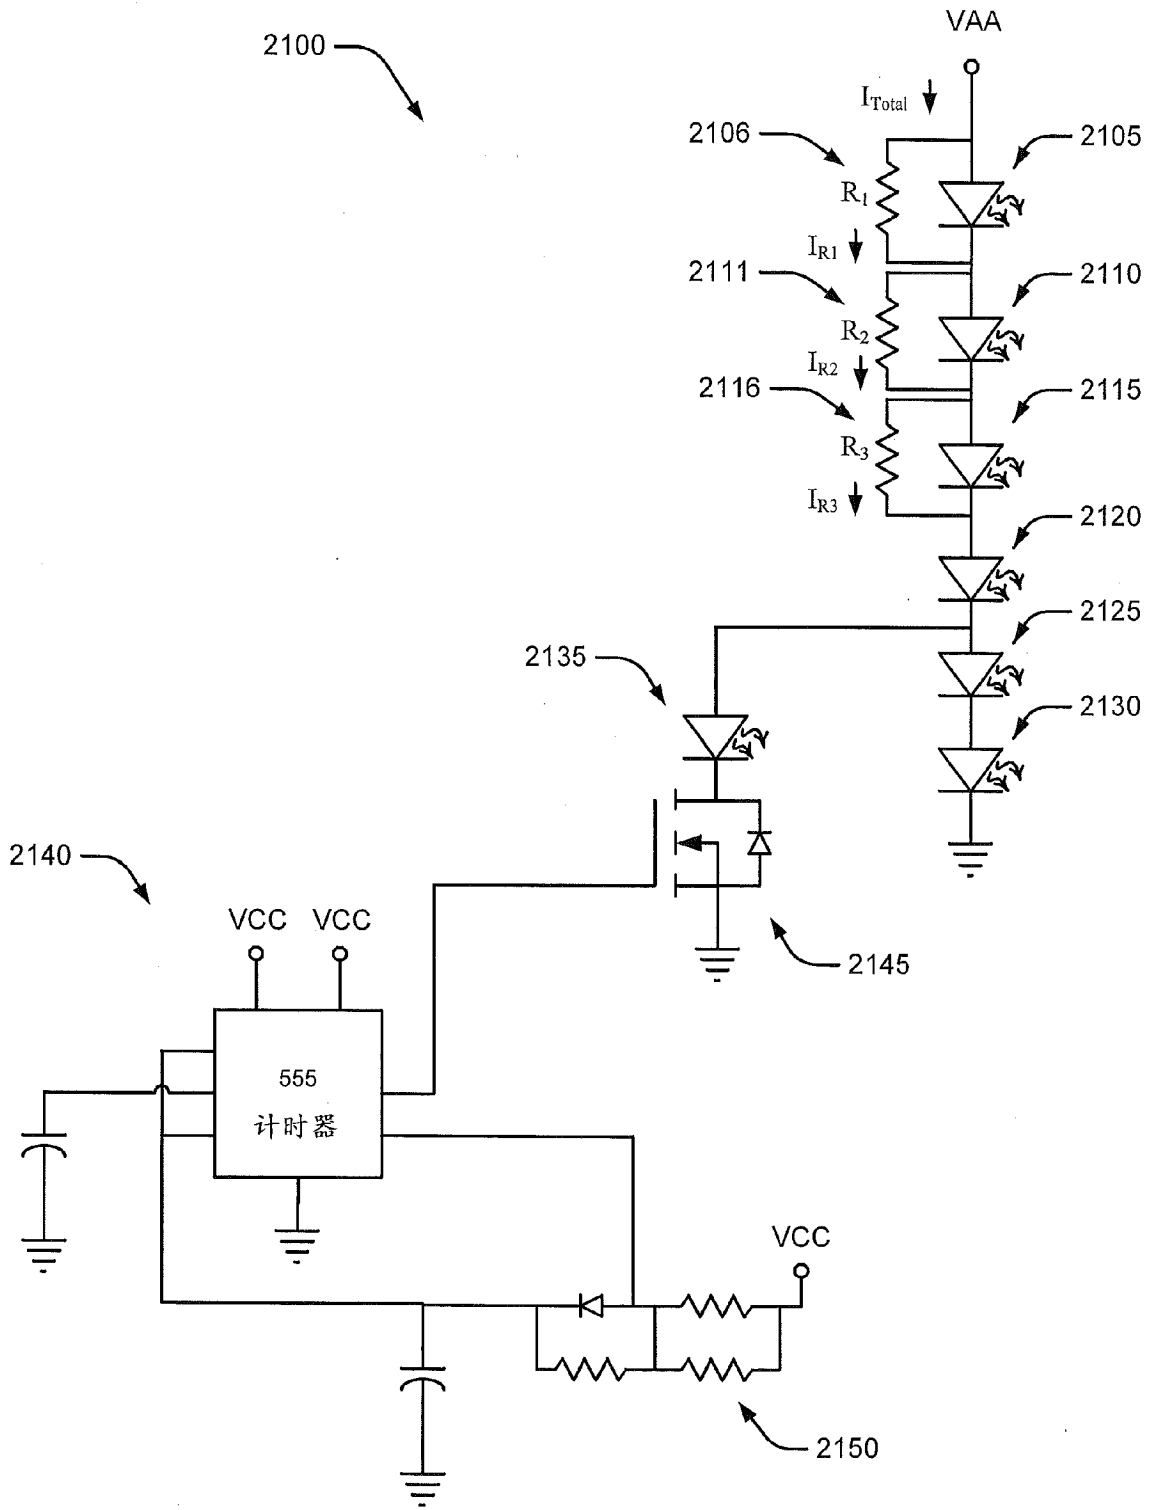 VAA
2100
I_Total
2106
2105
R₁
I_R1
2111
2110
R₂
I_R2
2116
2115
R₃
I_R3
2120
2125
2135
2130
2140
VCC VCC
2145
555
计时器
VCC
2150